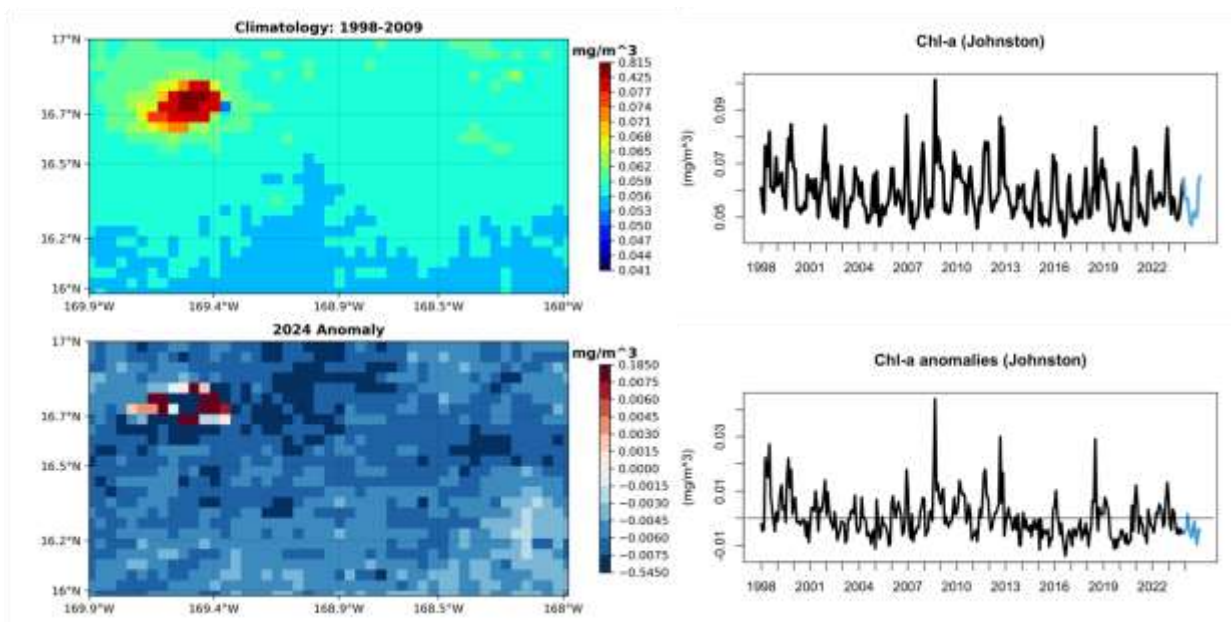 Climatology: 1998-2009
17°N
16.7°N
16.5°N
16.2°N
16°N
169.9°W
169.4°W
168.9°W
168.5°W
168°W
mg/m^3
0.815
0.425
0.077
0.074
0.071
0.068
0.065
0.062
0.059
0.056
0.053
0.050
0.047
0.044
0.041
Chl-a (Johnston)
(mg/m^3)
0.09
0.07
0.05
1998
2001
2004
2007
2010
2013
2016
2019
2022
2024 Anomaly
17°N
16.7°N
16.5°N
16.2°N
16°N
169.9°W
169.4°W
168.9°W
168.5°W
168°W
mg/m^3
0.1850
0.0075
0.0060
0.0045
0.0030
0.0015
0.0000
−0.0015
−0.0030
−0.0045
−0.0060
−0.0075
−0.5450
Chl-a anomalies (Johnston)
(mg/m^3)
0.03
0.01
-0.01
1998
2001
2004
2007
2010
2013
2016
2019
2022